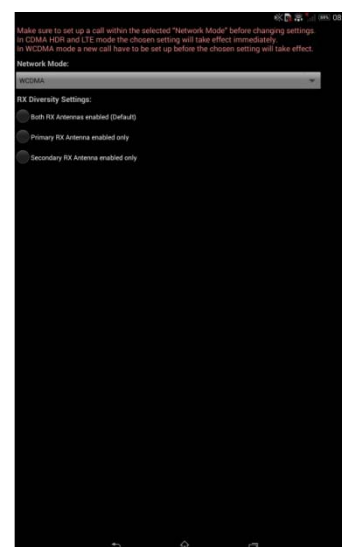 08
Make sure to set up a call within the selected "Network Mode" before changing settings.
In CDMA HDR and LTE mode the chosen setting will take effect immediately.
In WCDMA mode a new call have to be set up before the chosen setting will take effect.
Network Mode:
WCDMA
RX Diversity Settings:
Both RX Antennas enabled (Default)
Primary RX Antenna enabled only
Secondary RX Antenna enabled only